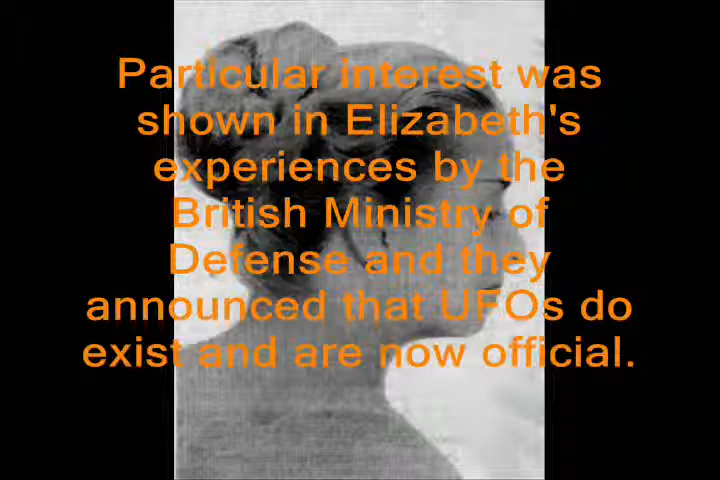 Particular interest was
shown in Elizabeth's
experiences by the
British Ministry of
Defense and they
announced that UFOs do
exist and are now official.